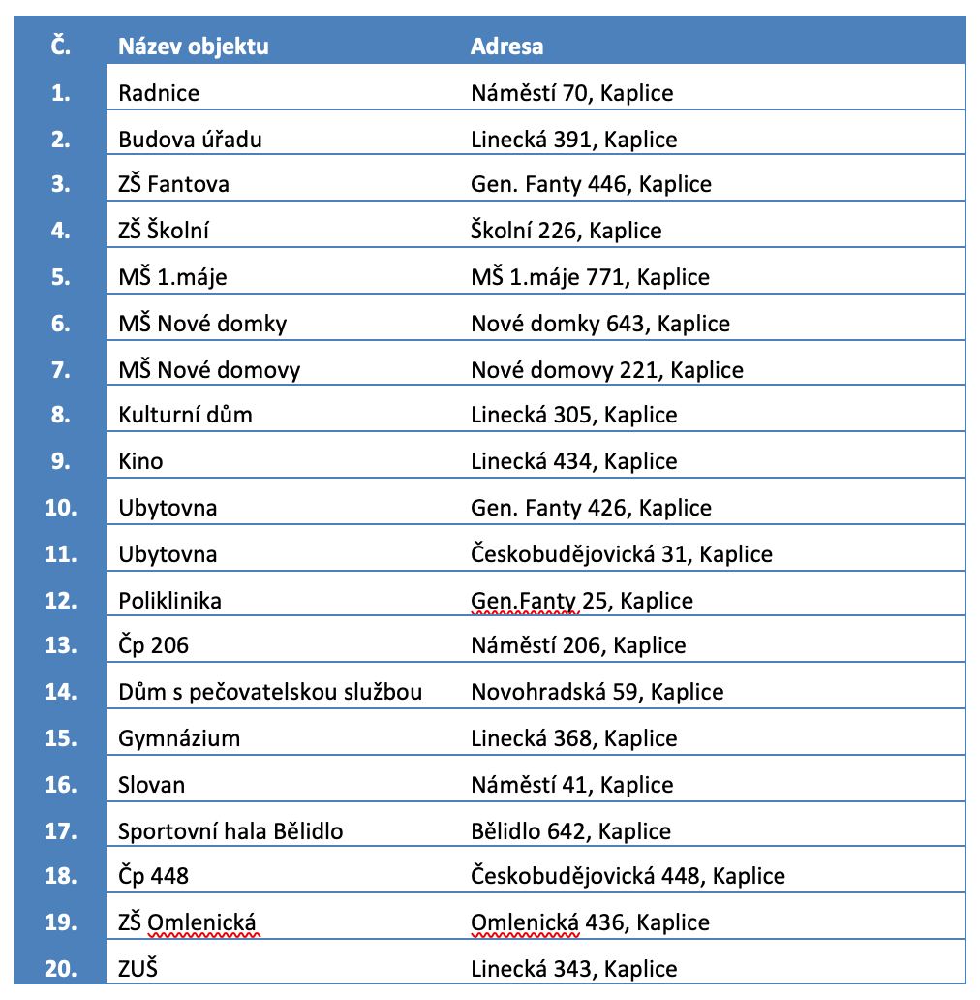 Č. Název objektu Adresa
1. Radnice Náměstí 70, Kaplice
2. Budova úřadu Linecká 391, Kaplice
3. ZŠ Fantova Gen. Fanty 446, Kaplice
4. ZŠ Školní Školní 226, Kaplice
5. MŠ 1.máje MŠ 1.máje 771, Kaplice
6. MŠ Nové domky Nové domky 643, Kaplice
7. MŠ Nové domovy Nové domovy 221, Kaplice
8. Kulturní dům Linecká 305, Kaplice
9. Kino Linecká 434, Kaplice
10. Ubytovna Gen. Fanty 426, Kaplice
11. Ubytovna Českobudějovická 31, Kaplice
12. Poliklinika Gen.Fanty 25, Kaplice
13. Čp 206 Náměstí 206, Kaplice
14. Dům s pečovatelskou službou Novohradská 59, Kaplice
15. Gymnázium Linecká 368, Kaplice
16. Slovan Náměstí 41, Kaplice
17. Sportovní hala Bělidlo Bělidlo 642, Kaplice
18. Čp 448 Českobudějovická 448, Kaplice
19. ZŠ Omlenická Omlenická 436, Kaplice
20. ZUŠ Linecká 343, Kaplice